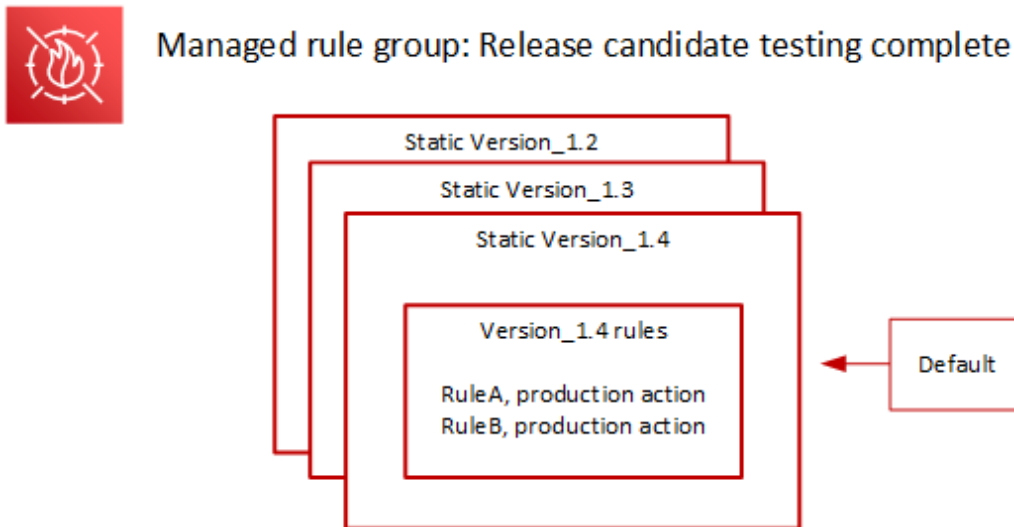 Managed rule group: Release candidate testing complete
Static Version_1.2
Static Version_1.3
Static Version_1.4
Version_1.4 rules
RuleA, production action
RuleB, production action
Default